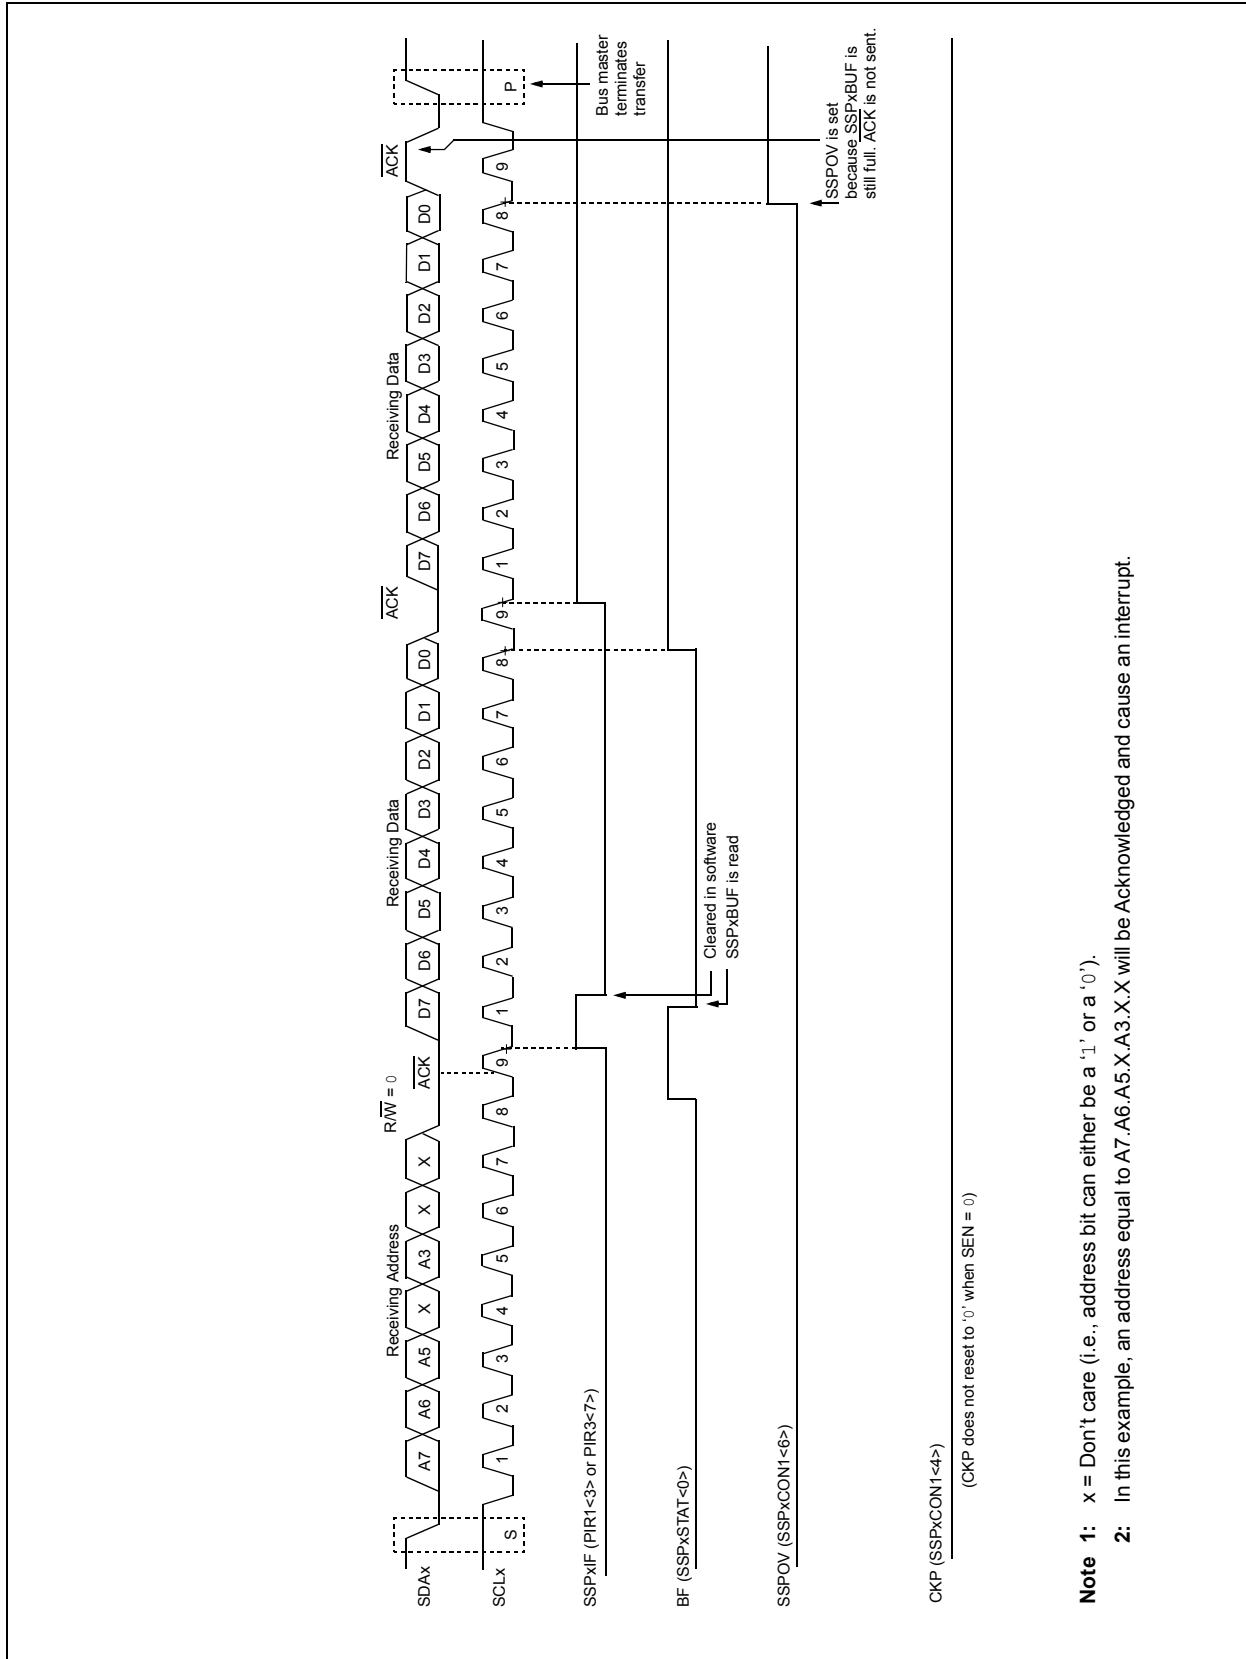 Receiving Address
R/W = 0
ACK
Receiving Data
ACK
Receiving Data
ACK
SDAx
A7 A6 A5 X A3 X X D7 D6 D5 D4 D3 D2 D1 D0 D7 D6 D5 D4 D3 D2 D1 D0
SCLx
S
1 2 3 4 5 6 7 8 9 1 2 3 4 5 6 7 8 9 1 2 3 4 5 6 7 8 9
P
Bus master
terminates
transfer
SSPxIF (PIR1<3> or PIR3<7>)
BF (SSPxSTAT<0>)
Cleared in software
SSPxBUF is read
SSPOV (SSPxCON1<6>)
SSPOV is set
because SSPxBUF is
still full. ACK is not sent.
CKP (SSPxCON1<4>)
(CKP does not reset to ‘0’ when SEN = 0)
Note 1: x = Don’t care (i.e., address bit can either be a ‘1’ or a ‘0’).
2: In this example, an address equal to A7.A6.A5.X.A3.X.X will be Acknowledged and cause an interrupt.